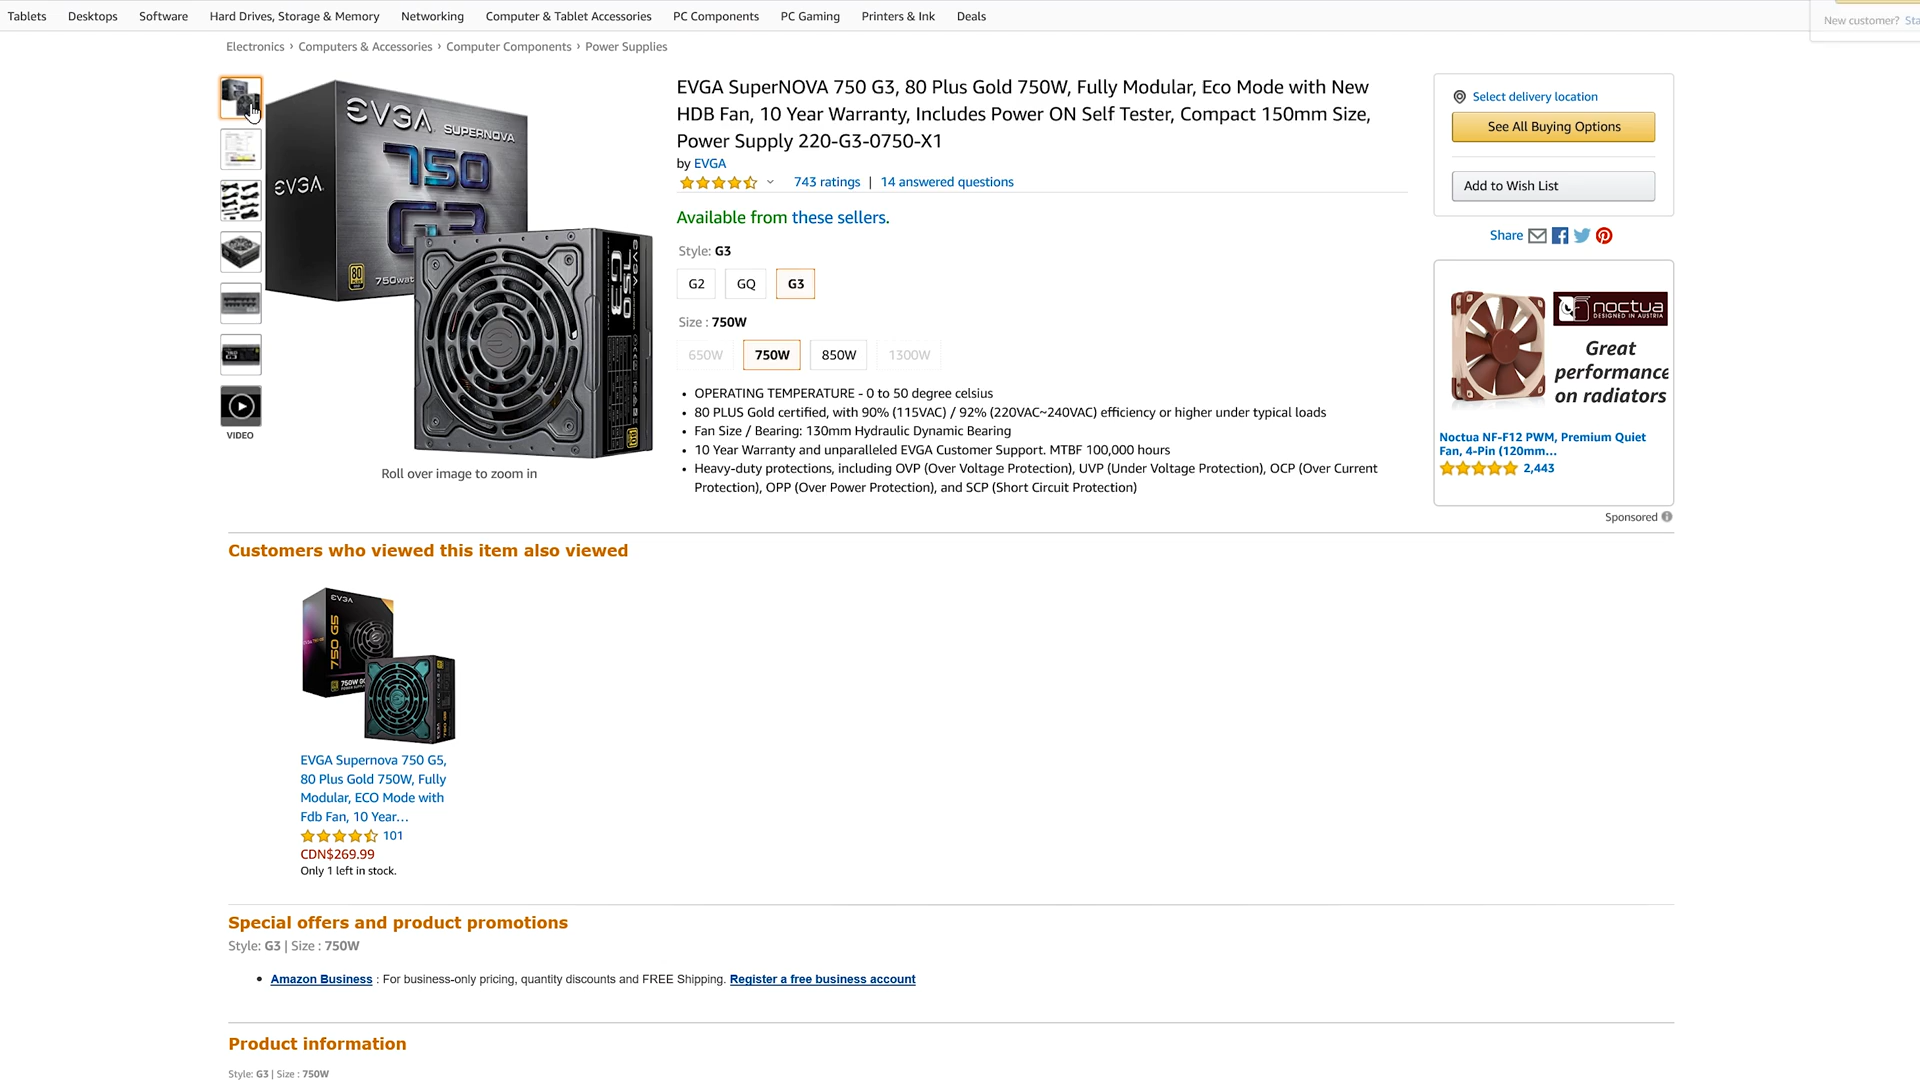 Tablets Desktops Software Hard Drives, Storage & Memory Networking Computer & Tablet Accessories PC Components PC Gaming Printers & Ink Deals
New customer? Sta
Electronics › Computers & Accessories › Computer Components › Power Supplies
EVGA SUPERNOVA
750
G3
EVGA
80
750wat
EVGA
750
G3
Roll over image to zoom in
VIDEO
EVGA SuperNOVA 750 G3, 80 Plus Gold 750W, Fully Modular, Eco Mode with New
HDB Fan, 10 Year Warranty, Includes Power ON Self Tester, Compact 150mm Size,
Power Supply 220-G3-0750-X1
by EVGA
743 ratings | 14 answered questions
Available from these sellers.
Style: G3
G2 GQ G3
Size : 750W
650W 750W 850W 1300W
• OPERATING TEMPERATURE - 0 to 50 degree celsius
• 80 PLUS Gold certified, with 90% (115VAC) / 92% (220VAC~240VAC) efficiency or higher under typical loads
• Fan Size / Bearing: 130mm Hydraulic Dynamic Bearing
• 10 Year Warranty and unparalleled EVGA Customer Support. MTBF 100,000 hours
• Heavy-duty protections, including OVP (Over Voltage Protection), UVP (Under Voltage Protection), OCP (Over Current
Protection), OPP (Over Power Protection), and SCP (Short Circuit Protection)
Select delivery location
See All Buying Options
Add to Wish List
Share
noctua
DESIGNED IN AUSTRIA
Great
performance
on radiators
Noctua NF-F12 PWM, Premium Quiet
Fan, 4-Pin (120mm...
2,443
Sponsored
Customers who viewed this item also viewed
EVGA
750 G5
EVGA Supernova 750 G5,
80 Plus Gold 750W, Fully
Modular, ECO Mode with
Fdb Fan, 10 Year…
101
CDN$269.99
Only 1 left in stock.
Special offers and product promotions
Style: G3 | Size : 750W
• Amazon Business : For business-only pricing, quantity discounts and FREE Shipping. Register a free business account
Product information
Style: G3 | Size : 750W